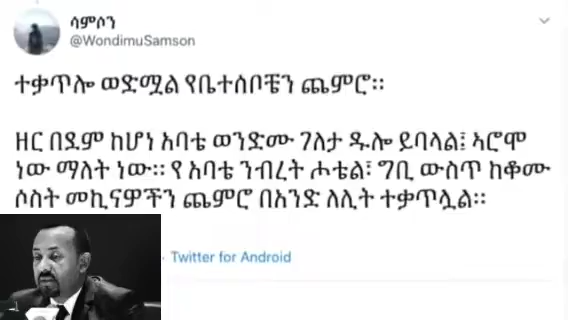 ሳምሶን
@WondimuSamson
ተቃጥሎ ወድሟል የቤተሰቦቼን ጨምሮ።
ዘር በደም ከሆነ አባቴ ወንድሙ ገለታ ዱሎ ይባላል፤ ኦሮሞ
ነው ማለት ነው። የ አባቴ ንብረት ሖቴል፣ ግቢ ውስጥ ከቆሙ
ሶስት መኪናዎችን ጨምሮ በአንድ ለሊት ተቃጥሏል።
· Twitter for Android